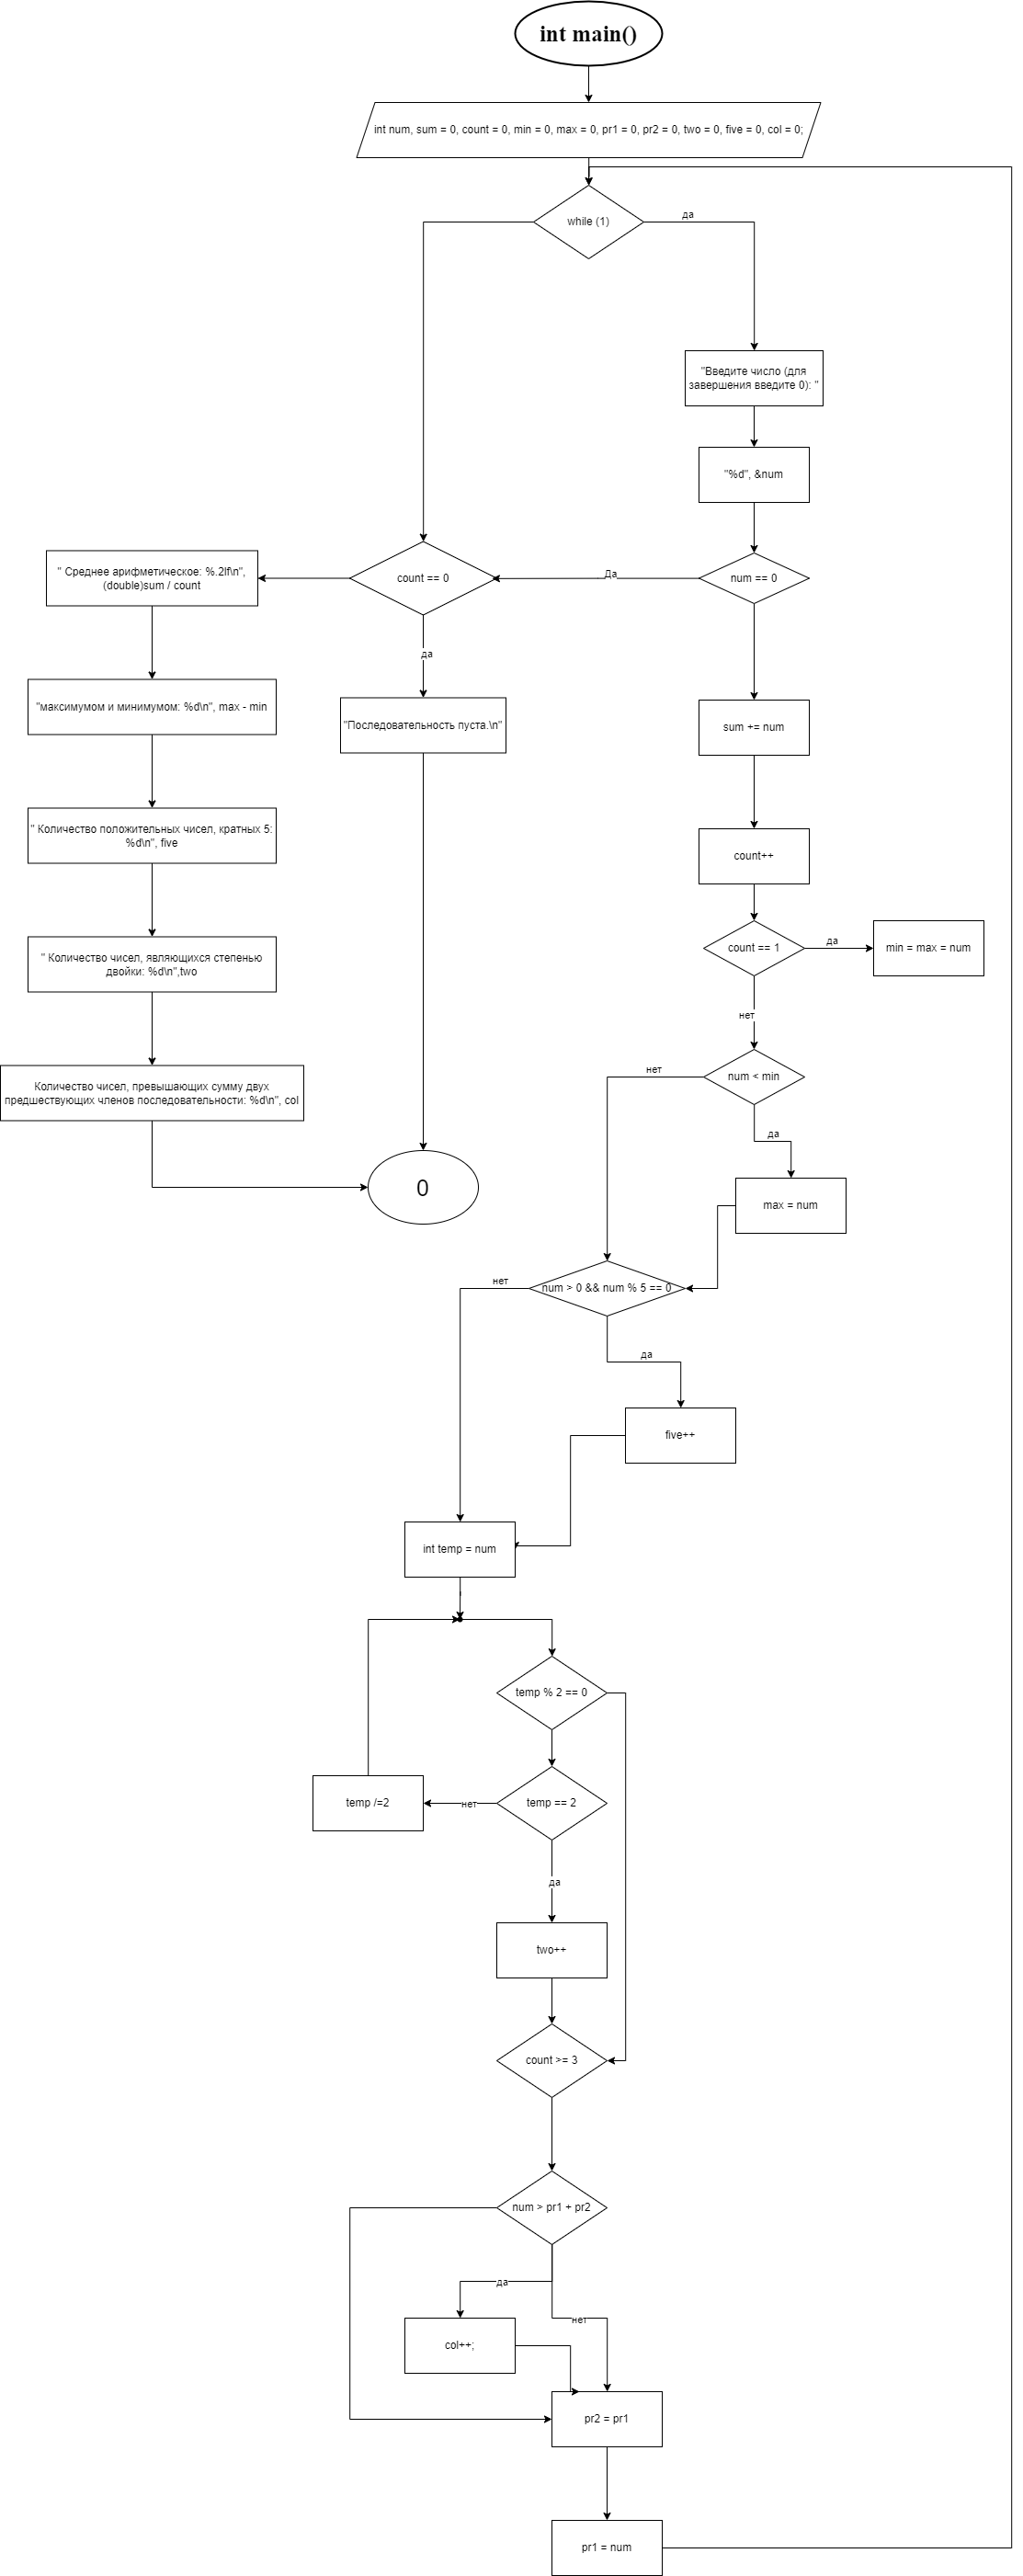 int main()
int num, sum = 0, count = 0, min = 0, max = 0, pr1 = 0, pr2 = 0, two = 0, five = 0, col = 0;
while (1)
да
"Введите число (для
завершения введите 0): "
"%d", &num
num == 0
Да
count == 0
" Среднее арифметическое: %.2lf\n",
(double)sum / count
"максимумом и минимумом: %d\n", max - min
" Количество положительных чисел, кратных 5:
%d\n", five
" Количество чисел, являющихся степенью
двойки: %d\n",two
Количество чисел, превышающих сумму двух
предшествующих членов последовательности: %d\n", col
да
"Последовательность пуста.\n"
0
sum += num
count++
count == 1
да
min = max = num
нет
num < min
нет
да
max = num
num > 0 && num % 5 == 0
нет
да
five++
int temp = num
temp % 2 == 0
temp == 2
нет
temp /=2
да
two++
count >= 3
num > pr1 + pr2
да
нет
col++;
pr2 = pr1
pr1 = num